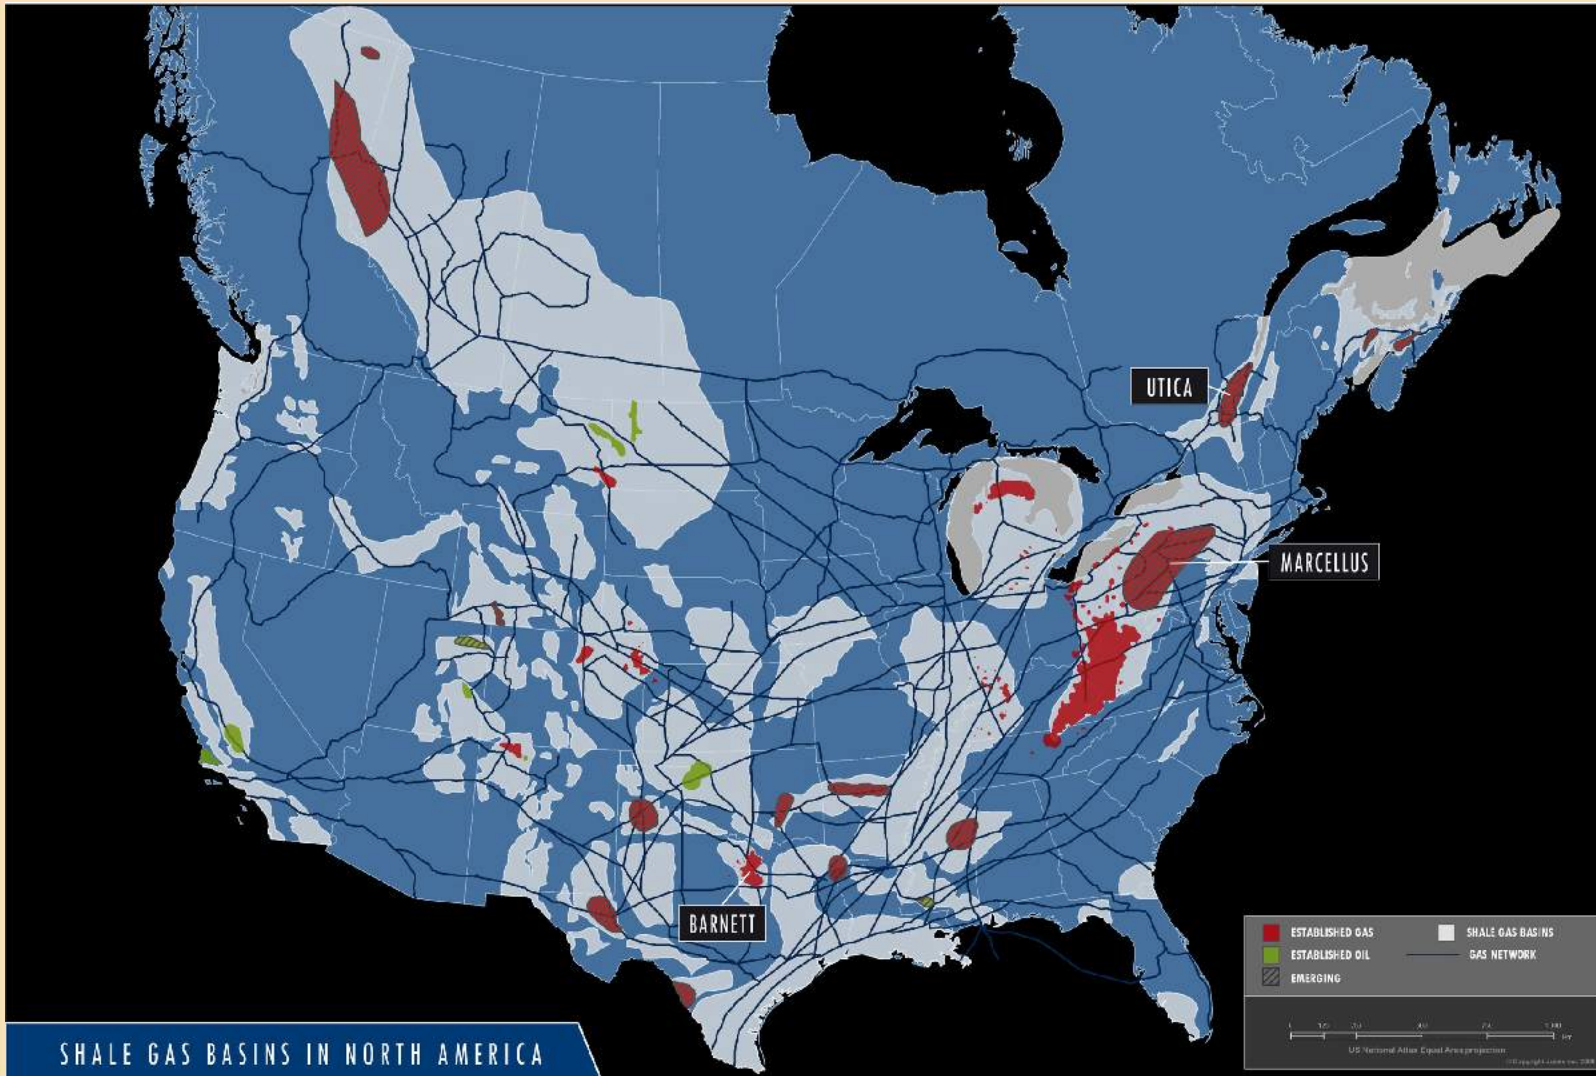 UTICA
MARCELLUS
BARNETT
ESTABLISHED GAS
SHALE GAS BASINS
ESTABLISHED OIL
GAS NETWORK
EMERGING
US National Atlas Equal Area projection
SHALE GAS BASINS IN NORTH AMERICA